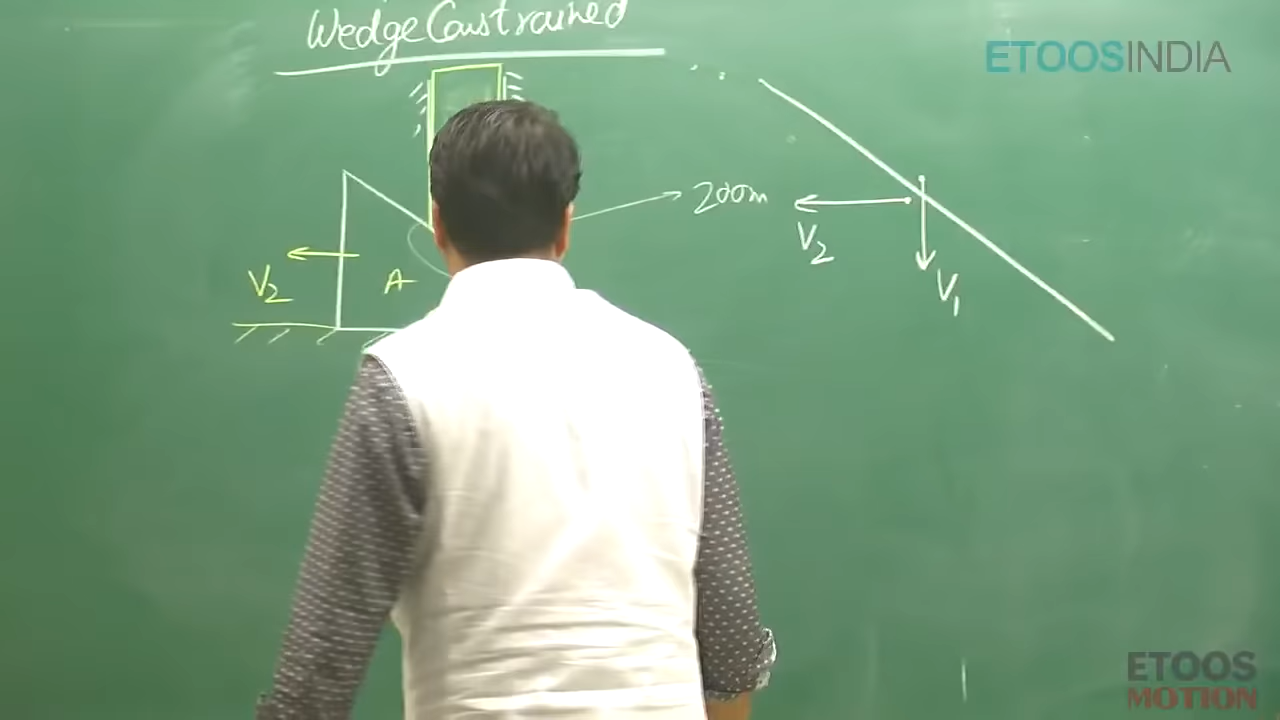 Wedge Constrained
ETOOSINDIA
Zoom
V2
V1
V2
A
ETOOS
MOTION